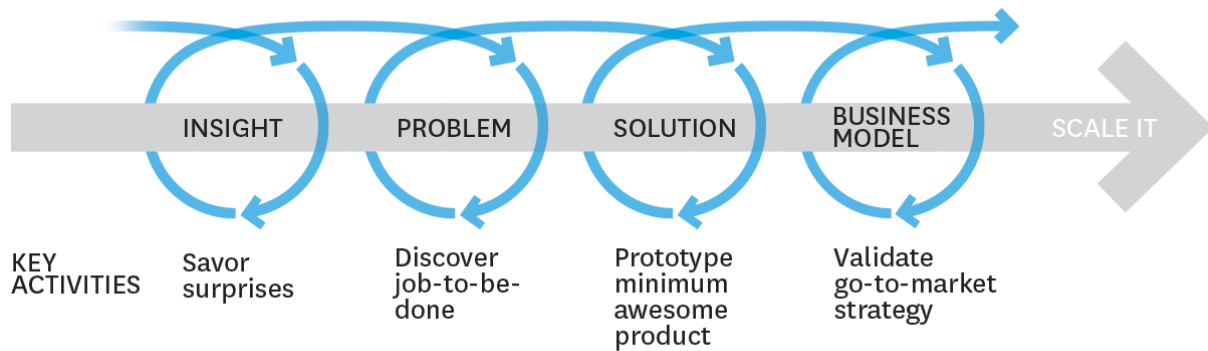 INSIGHT
PROBLEM
SOLUTION
BUSINESS
MODEL
SCALE IT
KEY
ACTIVITIES
Savor
surprises
Discover
job-to-be-
done
Prototype
minimum
awesome
product
Validate
go-to-market
strategy